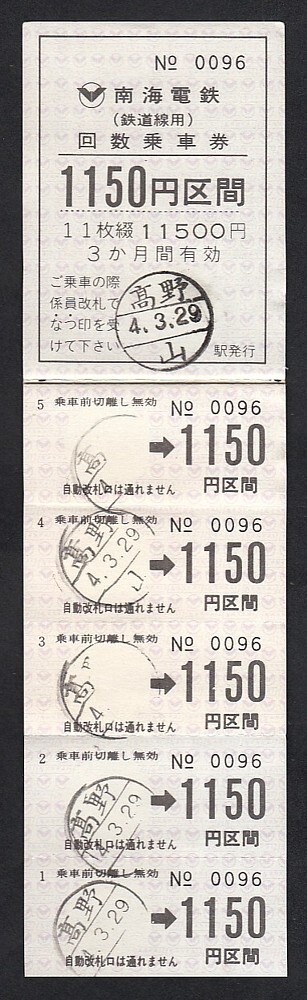 № 0096
南海電鉄
(鉄道線用)
回数乗車券
1150円区間
11枚綴11500円
3か月間有効
ご乗車の際
係員改札で
なつ印を受
けて下さい
高野
4.3.29
山
駅発行
5 乗車前切離し無効 № 0096
高
➡1150
自動改札口は通れません 円区間
4 乗車前切離し無効 № 0096
高野
4.3.29
山
➡1150
自動改札口は通れません 円区間
3 乗車前切離し無効 № 0096
高
➡1150
自動改札口は通れません 円区間
2 乗車前切離し無効 № 0096
高野
4.3.29
➡1150
自動改札口は通れません 円区間
1 乗車前切離し無効 № 0096
高野
4.3.29
➡1150
自動改札口は通れません 円区間